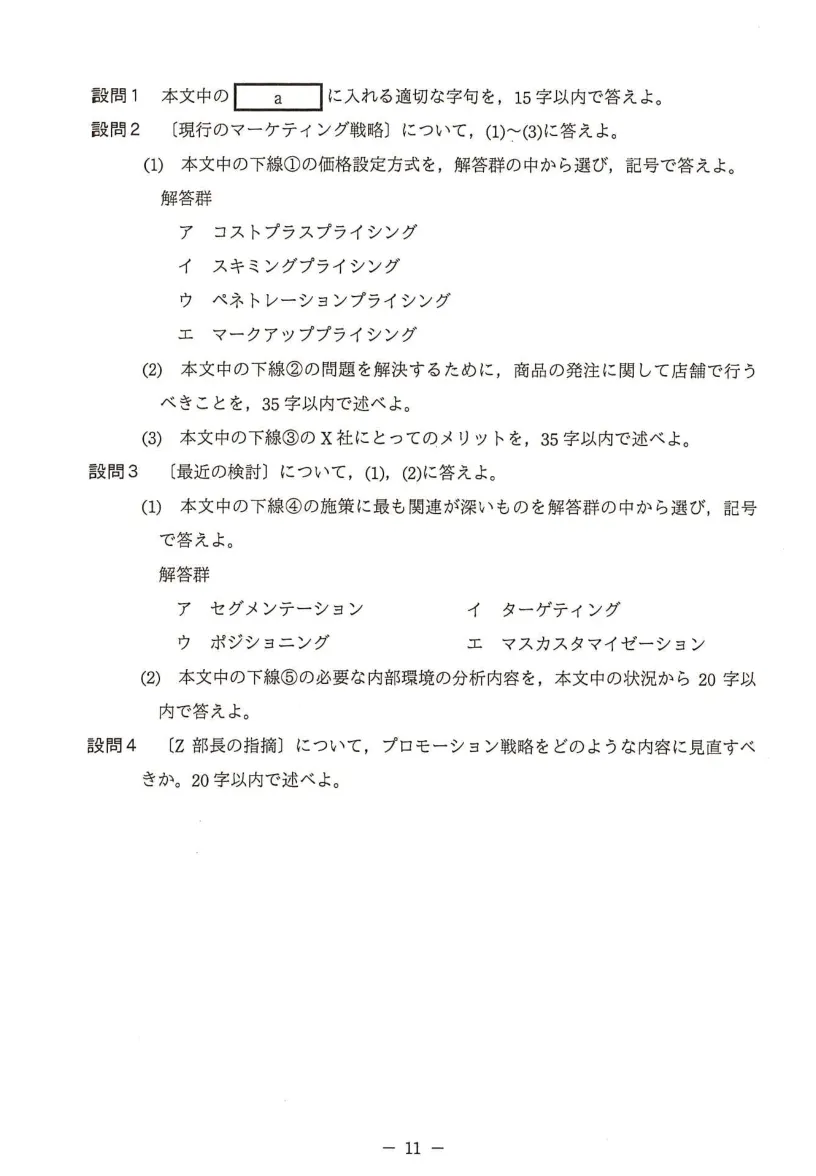 設問1 本文中の a に入れる適切な字句を，15字以内で答えよ。
設問2 〔現行のマーケティング戦略〕について，(1)～(3)に答えよ。
(1) 本文中の下線①の価格設定方式を，解答群の中から選び，記号で答えよ。
解答群
ア コストプラスプライシング
イ スキミングプライシング
ウ ペネトレーションプライシング
エ マークアッププライシング
(2) 本文中の下線②の問題を解決するために，商品の発注に関して店舗で行う
べきことを，35字以内で述べよ。
(3) 本文中の下線③のX社にとってのメリットを，35字以内で述べよ。
設問3 〔最近の検討〕について，(1)，(2)に答えよ。
(1) 本文中の下線④の施策に最も関連が深いものを解答群の中から選び，記号
で答えよ。
解答群
ア セグメンテーション イ ターゲティング
ウ ポジショニング エ マスカスタマイゼーション
(2) 本文中の下線⑤の必要な内部環境の分析内容を，本文中の状況から 20 字以
内で答えよ。
設問4 〔Z 部長の指摘〕について，プロモーション戦略をどのような内容に見直すべ
きか。20字以内で述べよ。
－ 11 －